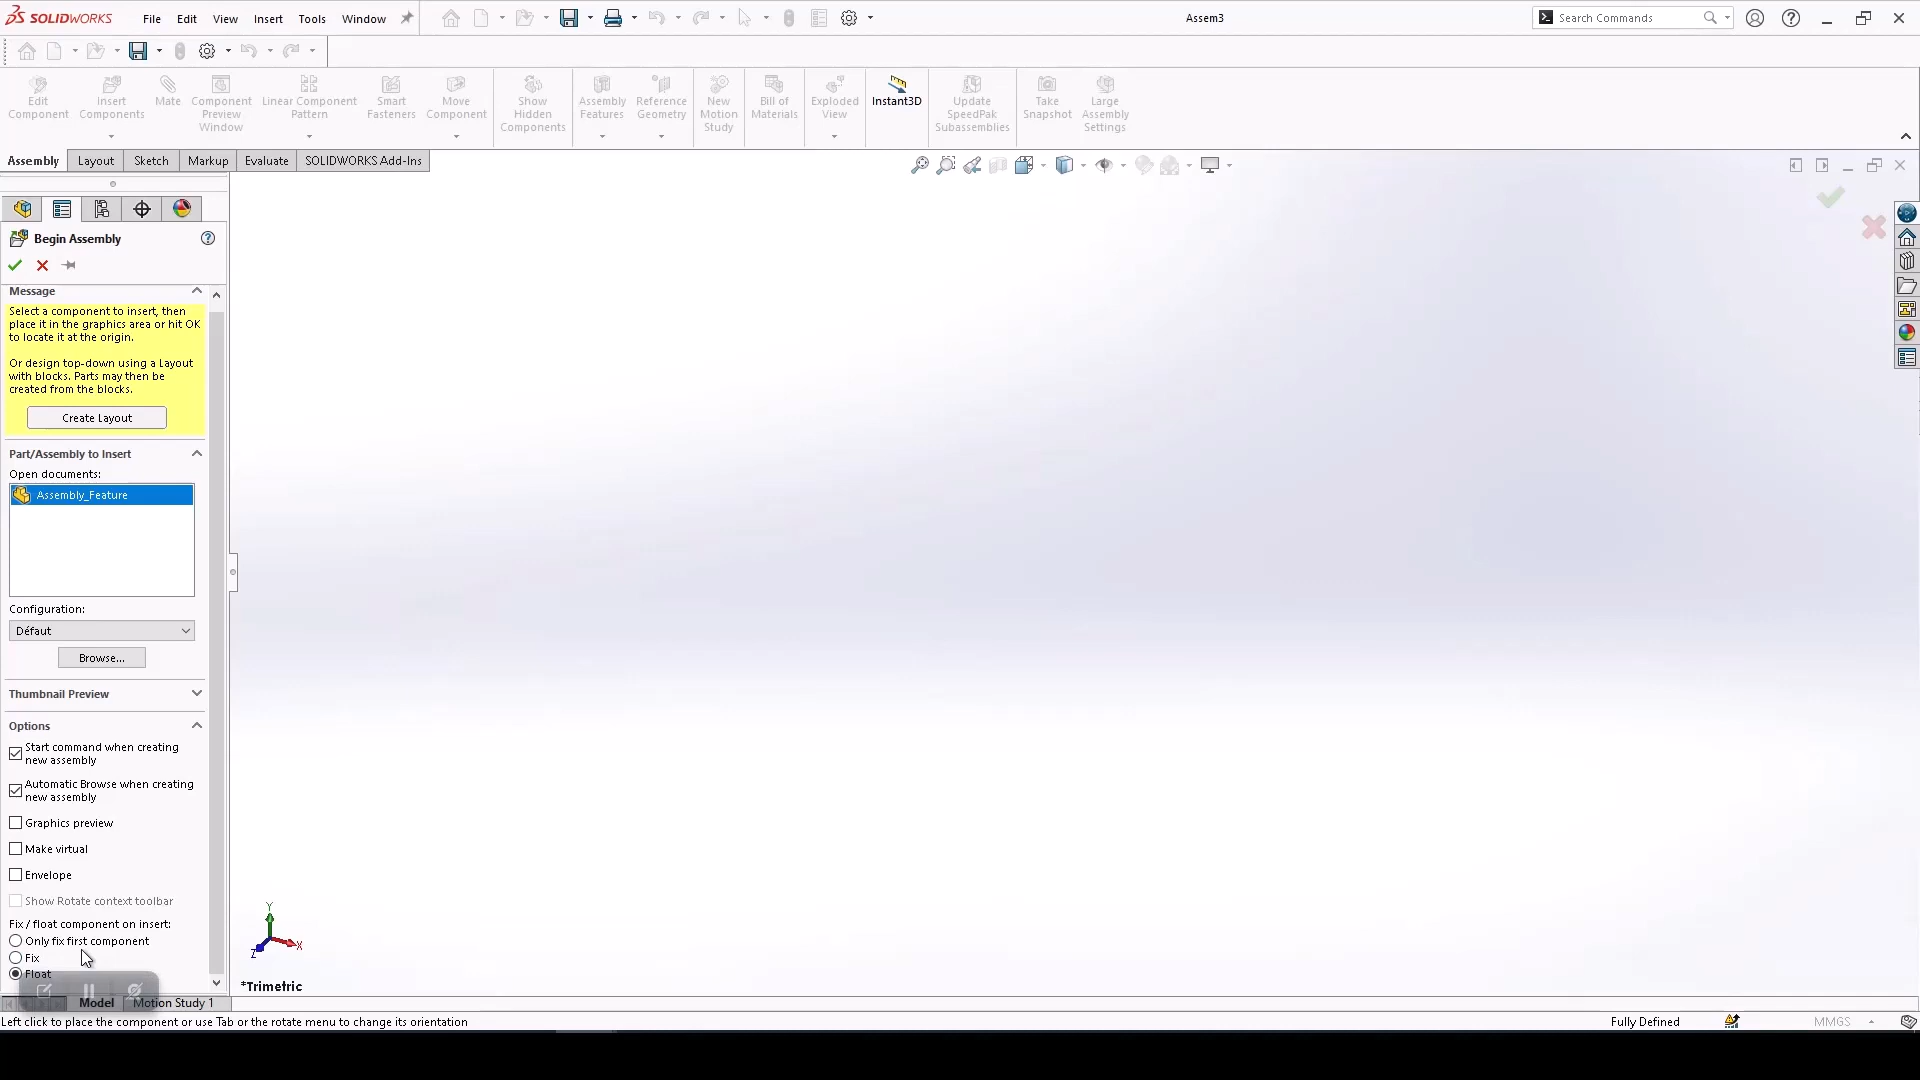 SOLIDWORKS File Edit View Insert Tools Window Assem3 Search Commands
Edit Component
Insert Components
Mate
Component Preview Window
Linear Component Pattern
Smart Fasteners
Move Component
Show Hidden Components
Assembly Features
Reference Geometry
New Motion Study
Bill of Materials
Exploded View
Instant3D
Update SpeedPak Subassemblies
Take Snapshot
Large Assembly Settings
Assembly Layout Sketch Markup Evaluate SOLIDWORKS Add-Ins
Begin Assembly
Message
Select a component to insert, then
place it in the graphics area or hit OK
to locate it at the origin.
Or design top-down using a Layout
with blocks. Parts may then be
created from the blocks.
Create Layout
Part/Assembly to Insert
Open documents:
Assembly_Feature
Configuration:
Défaut
Browse...
Thumbnail Preview
Options
Start command when creating
new assembly
Automatic Browse when creating
new assembly
Graphics preview
Make virtual
Envelope
Show Rotate context toolbar
Fix / float component on insert:
Only fix first component
Fix
Float
Y
X
Z
*Trimetric
Model Motion Study 1
Left click to place the component or use Tab or the rotate menu to change its orientation Fully Defined MMGS